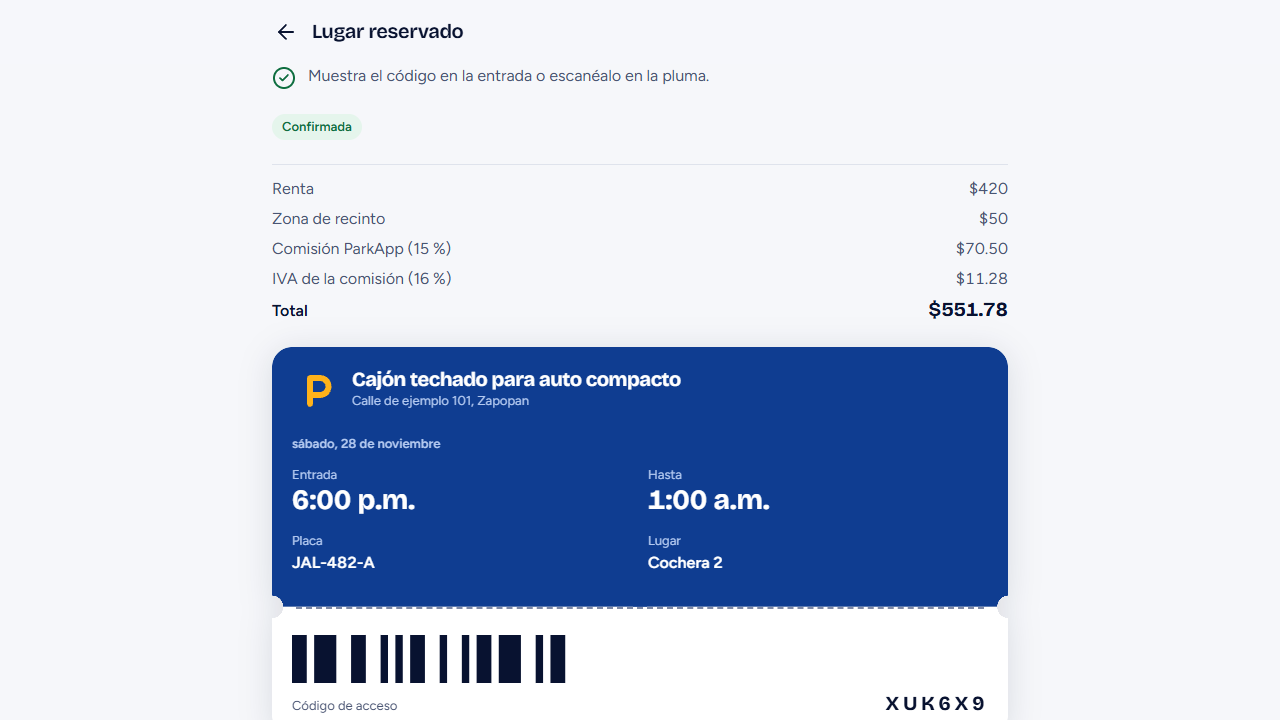 Lugar reservado
Muestra el código en la entrada o escanéalo en la pluma.
Confirmada
Renta $420
Zona de recinto $50
Comisión ParkApp (15 %) $70.50
IVA de la comisión (16 %) $11.28
Total $551.78
P
Cajón techado para auto compacto
Calle de ejemplo 101, Zapopan
sábado, 28 de noviembre
Entrada Hasta
6:00 p.m. 1:00 a.m.
Placa Lugar
JAL-482-A Cochera 2
Código de acceso XUK6X9